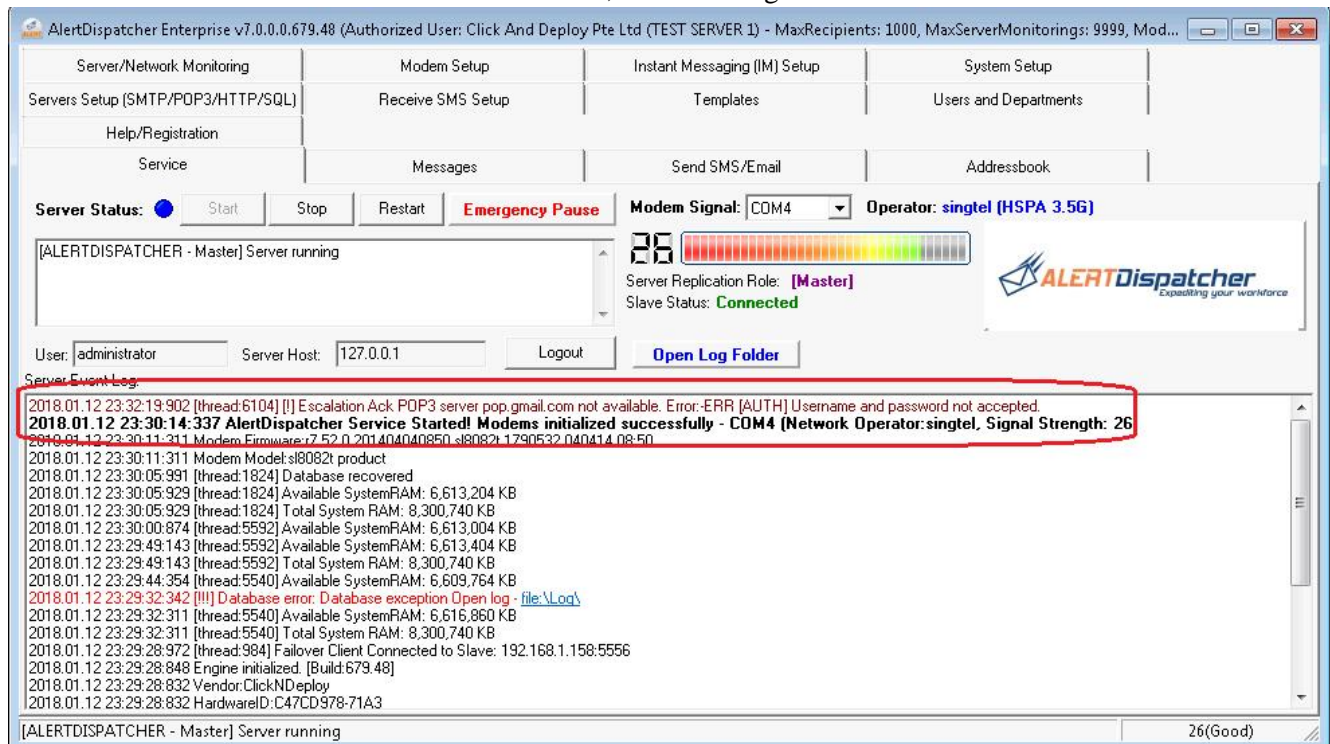 AlertDispatcher Enterprise v7.0.0.0.679.48 (Authorized User: Click And Deploy Pte Ltd (TEST SERVER 1) - MaxRecipients: 1000, MaxServerMonitorings: 9999, Mod...
Server/Network Monitoring Modem Setup Instant Messaging (IM) Setup System Setup
Servers Setup (SMTP/POP3/HTTP/SQL) Receive SMS Setup Templates Users and Departments
Help/Registration
Service Messages Send SMS/Email Addressbook
Server Status: Start Stop Restart Emergency Pause Modem Signal: COM4 Operator: singtel (HSPA 3.5G)
[ALERTDISPATCHER - Master] Server running
26
ALERTDispatcher
Expediting your workforce
Server Replication Role: [Master]
Slave Status: Connected
User: administrator Server Host: 127.0.0.1 Logout Open Log Folder
Server Event Log:
2018.01.12 23:32:19:902 [thread:6104] [!] Escalation Ack POP3 server pop.gmail.com not available. Error:-ERR [AUTH] Username and password not accepted.
2018.01.12 23:30:14:337 AlertDispatcher Service Started! Modems initialized successfully - COM4 (Network Operator:singtel, Signal Strength: 26
2018.01.12 23:30:11:311 Modem Firmware:r7.52.0.201404040850.sl8082t.1790532.040414.08:50
2018.01.12 23:30:11:311 Modem Model:sl8082t product
2018.01.12 23:30:05:991 [thread:1824] Database recovered
2018.01.12 23:30:05:929 [thread:1824] Available SystemRAM: 6,613,204 KB
2018.01.12 23:30:05:929 [thread:1824] Total System RAM: 8,300,740 KB
2018.01.12 23:30:00:874 [thread:5592] Available SystemRAM: 6,613,004 KB
2018.01.12 23:29:49:143 [thread:5592] Available SystemRAM: 6,613,404 KB
2018.01.12 23:29:49:143 [thread:5592] Total System RAM: 8,300,740 KB
2018.01.12 23:29:44:354 [thread:5540] Available SystemRAM: 6,609,764 KB
2018.01.12 23:29:32:342 [!!!] Database error: Database exception Open log - file:\Log\
2018.01.12 23:29:32:311 [thread:5540] Available SystemRAM: 6,616,860 KB
2018.01.12 23:29:32:311 [thread:5540] Total System RAM: 8,300,740 KB
2018.01.12 23:29:28:972 [thread:984] Failover Client Connected to Slave: 192.168.1.158:5556
2018.01.12 23:29:28:848 Engine initialized. [Build:679.48]
2018.01.12 23:29:28:832 Vendor:ClickNDeploy
2018.01.12 23:29:28:832 HardwareID:C47CD978-71A3
[ALERTDISPATCHER - Master] Server running 26(Good)